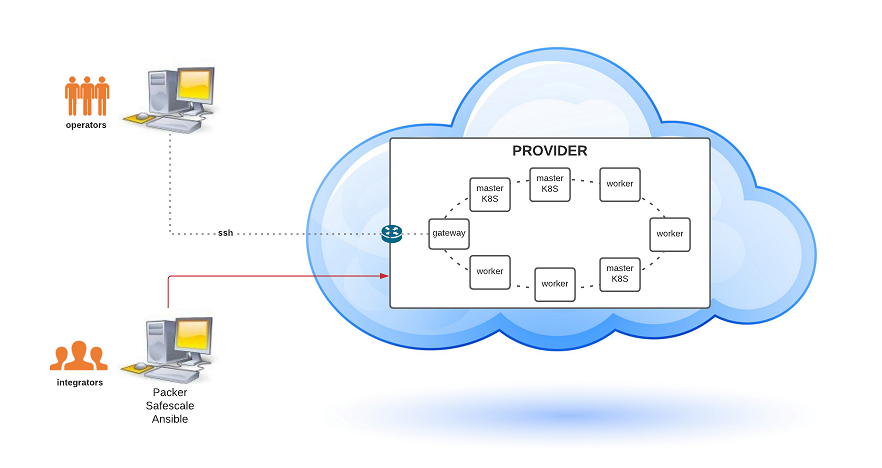 operators
PROVIDER
master
K8S
master
K8S
worker
gateway
worker
ssh
worker
worker
master
K8S
integrators
Packer
Safescale
Ansible